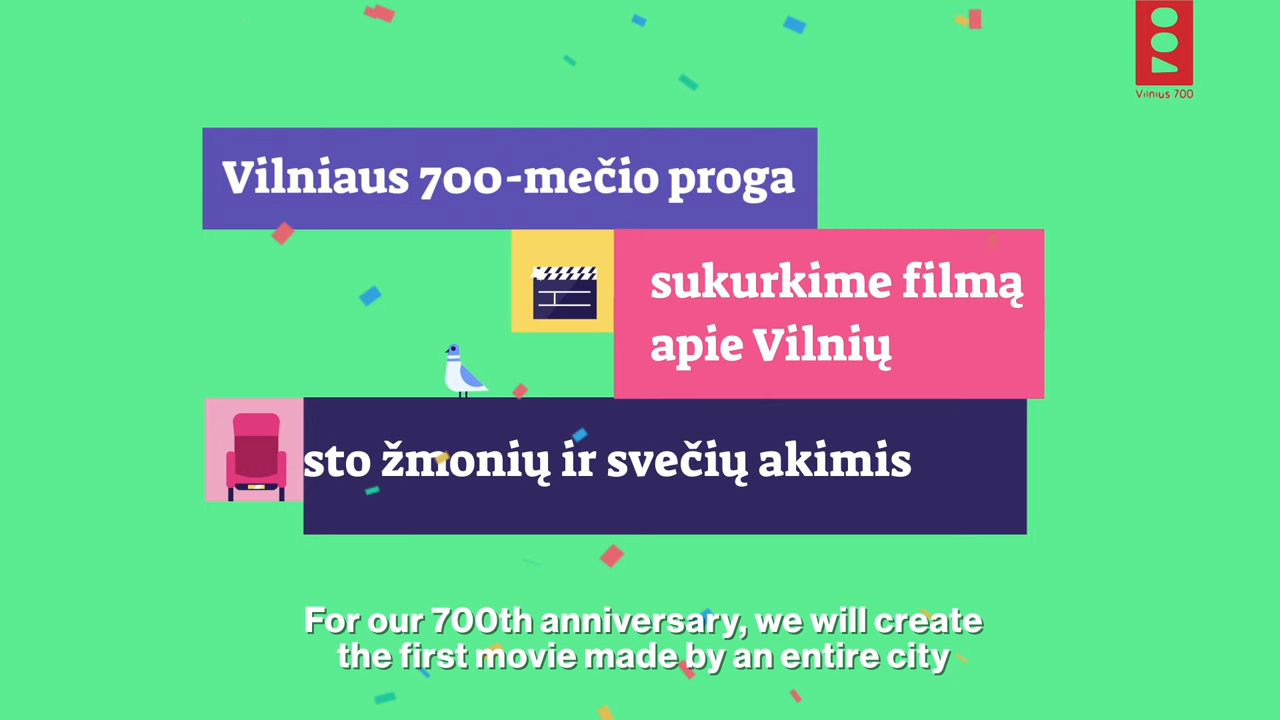 Vilnius 700
Vilniaus 700-mečio proga
sukurkime filmą
apie Vilnių
sto žmonių ir svečių akimis
For our 700th anniversary, we will create
the first movie made by an entire city